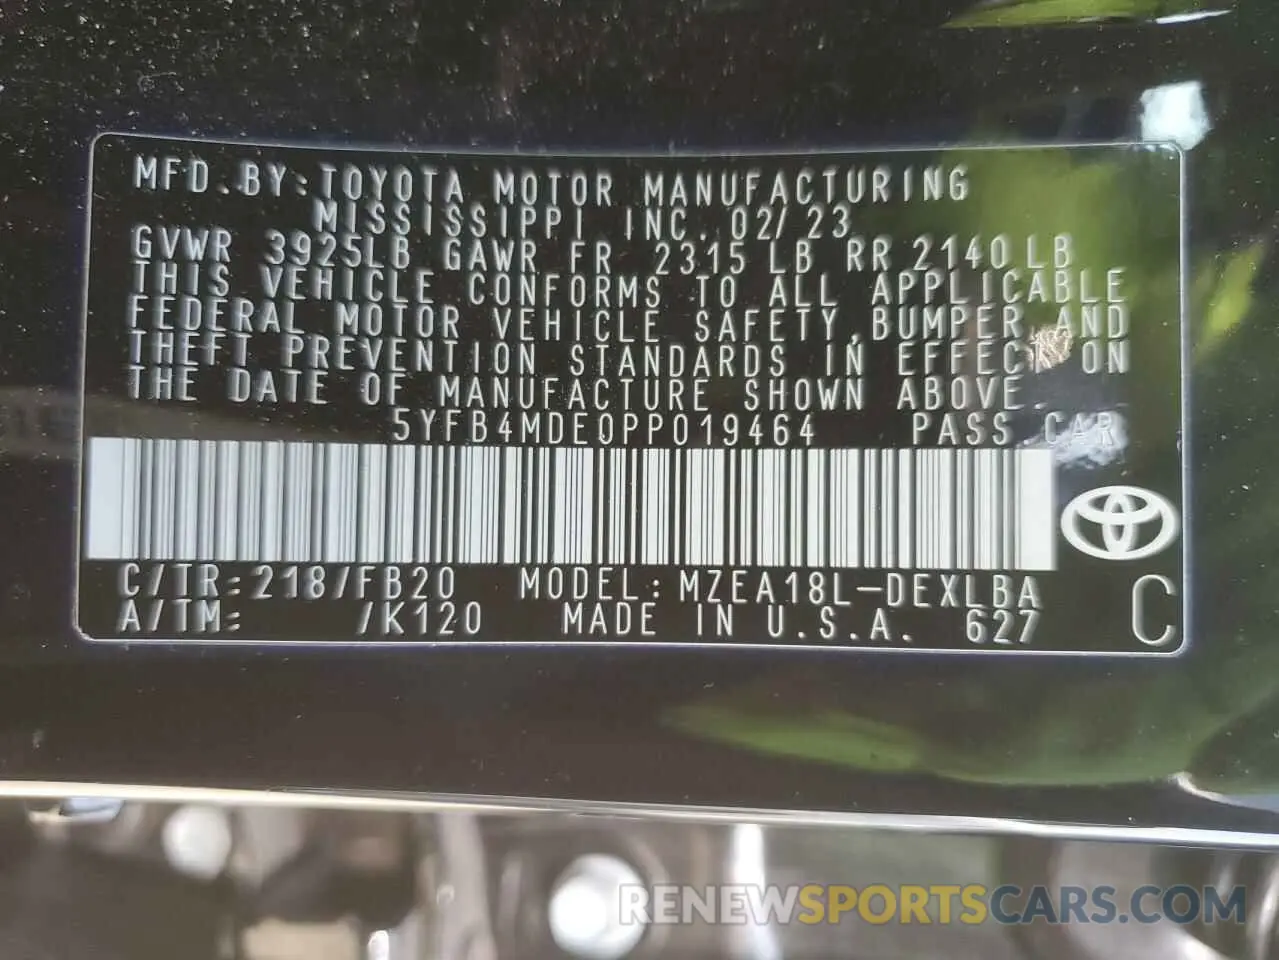 MFD.BY:TOYOTA MOTOR MANUFACTURING
MISSISSIPPI INC. 02/23
GVWR 3925LB GAWR FR 2315 LB RR 2140 LB
THIS VEHICLE CONFORMS TO ALL APPLICABLE
FEDERAL MOTOR VEHICLE SAFETY,BUMPER AND
THEFT PREVENTION STANDARDS IN EFFECT ON
THE DATE OF MANUFACTURE SHOWN ABOVE.
5YFB4MDE0PP019464 PASS.CAR
C/TR:218/FB20 MODEL:MZEA18L-DEXLBA
A/TM: /K120 MADE IN U.S.A. 627 C
RENEWSPORTSCARS.COM